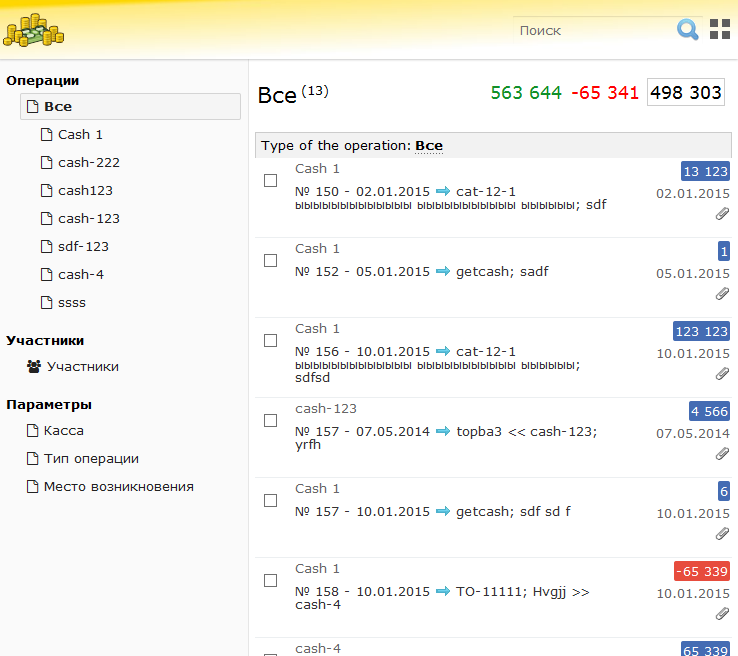 Поиск
Операции
Все
Cash 1
cash-222
cash123
cash-123
sdf-123
cash-4
ssss
Участники
Участники
Параметры
Касса
Тип операции
Место возникновения
Все (13)
563 644 -65 341 498 303
Type of the operation: Все
Cash 1
13 123
№ 150 - 02.01.2015 ➡ cat-12-1
02.01.2015
ыыыыыыыыыыыыы ыыыыыыыыыыы ыыыыыы; sdf
Cash 1
1
№ 152 - 05.01.2015 ➡ getcash; sadf
05.01.2015
Cash 1
123 123
№ 156 - 10.01.2015 ➡ cat-12-1
10.01.2015
ыыыыыыыыыыыыы ыыыыыыыыыыы ыыыыыы;
sdfsd
cash-123
4 566
№ 157 - 07.05.2014 ➡ topba3 << cash-123;
07.05.2014
yrfh
Cash 1
6
№ 157 - 10.01.2015 ➡ getcash; sdf sd f
10.01.2015
Cash 1
-65 339
№ 158 - 10.01.2015 ➡ TO-11111; Hvgjj >>
10.01.2015
cash-4
cash-4
65 339